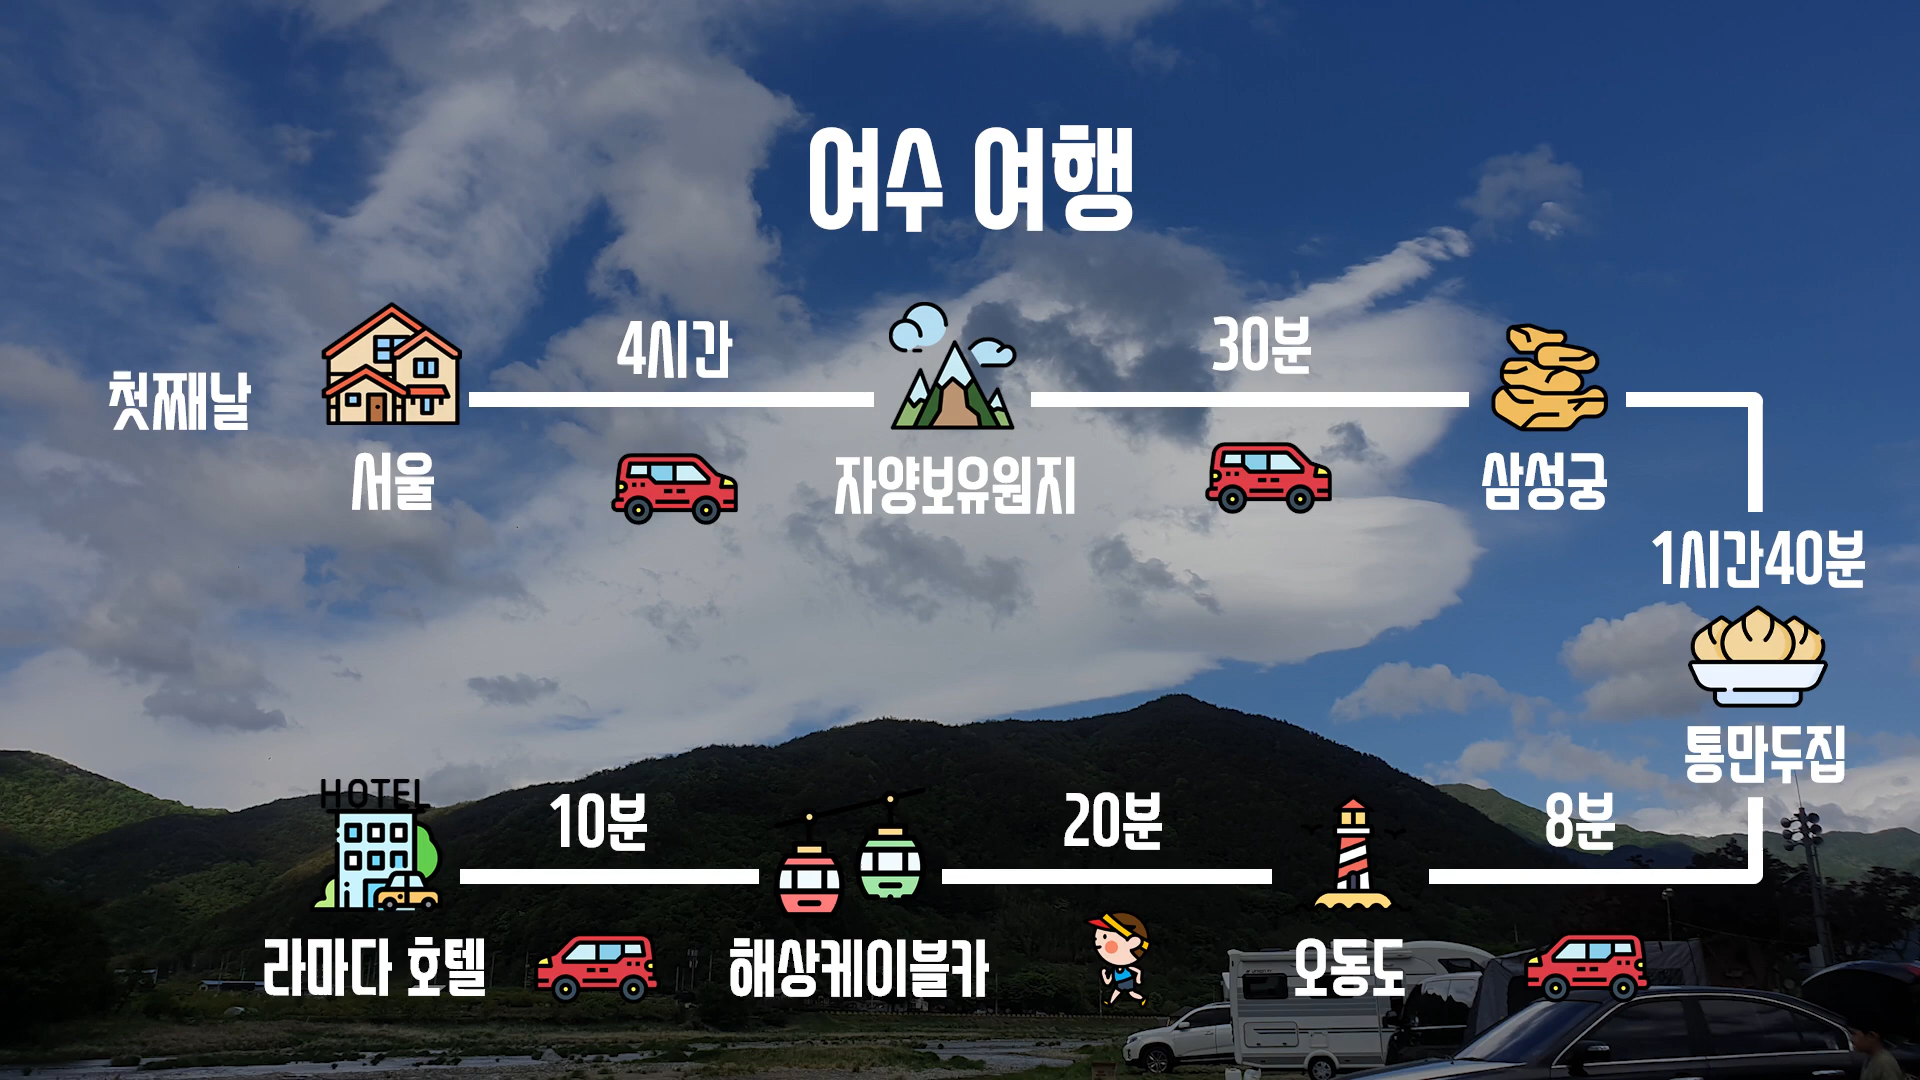 여수 여행
첫째날
4시간
30분
서울
자양보유원지
삼성궁
1시간40분
통만두집
HOTEL
10분
20분
8분
라마다 호텔
해상케이블카
오동도